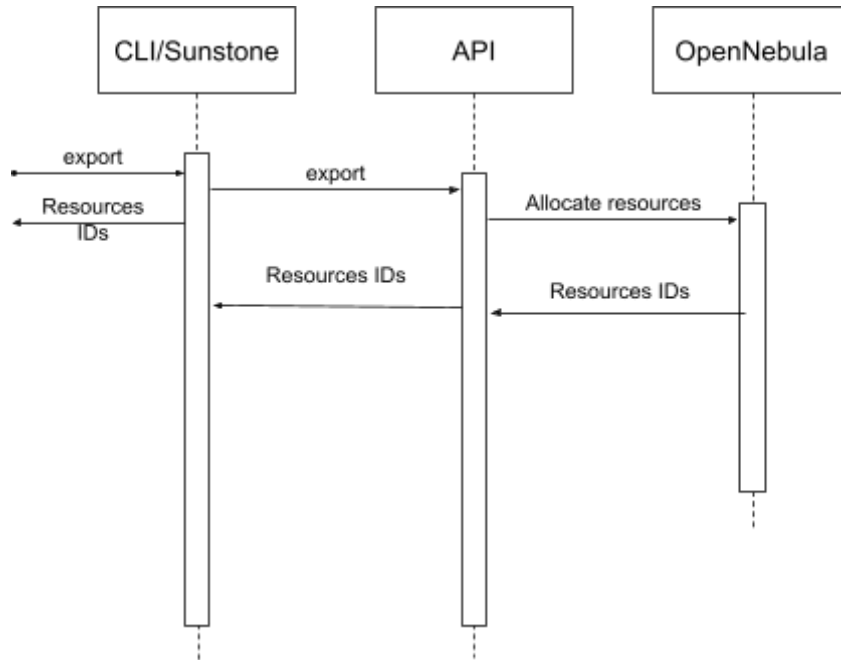 CLI/Sunstone
API
OpenNebula
export
export
Resources
IDs
Allocate resources
Resources IDs
Resources IDs